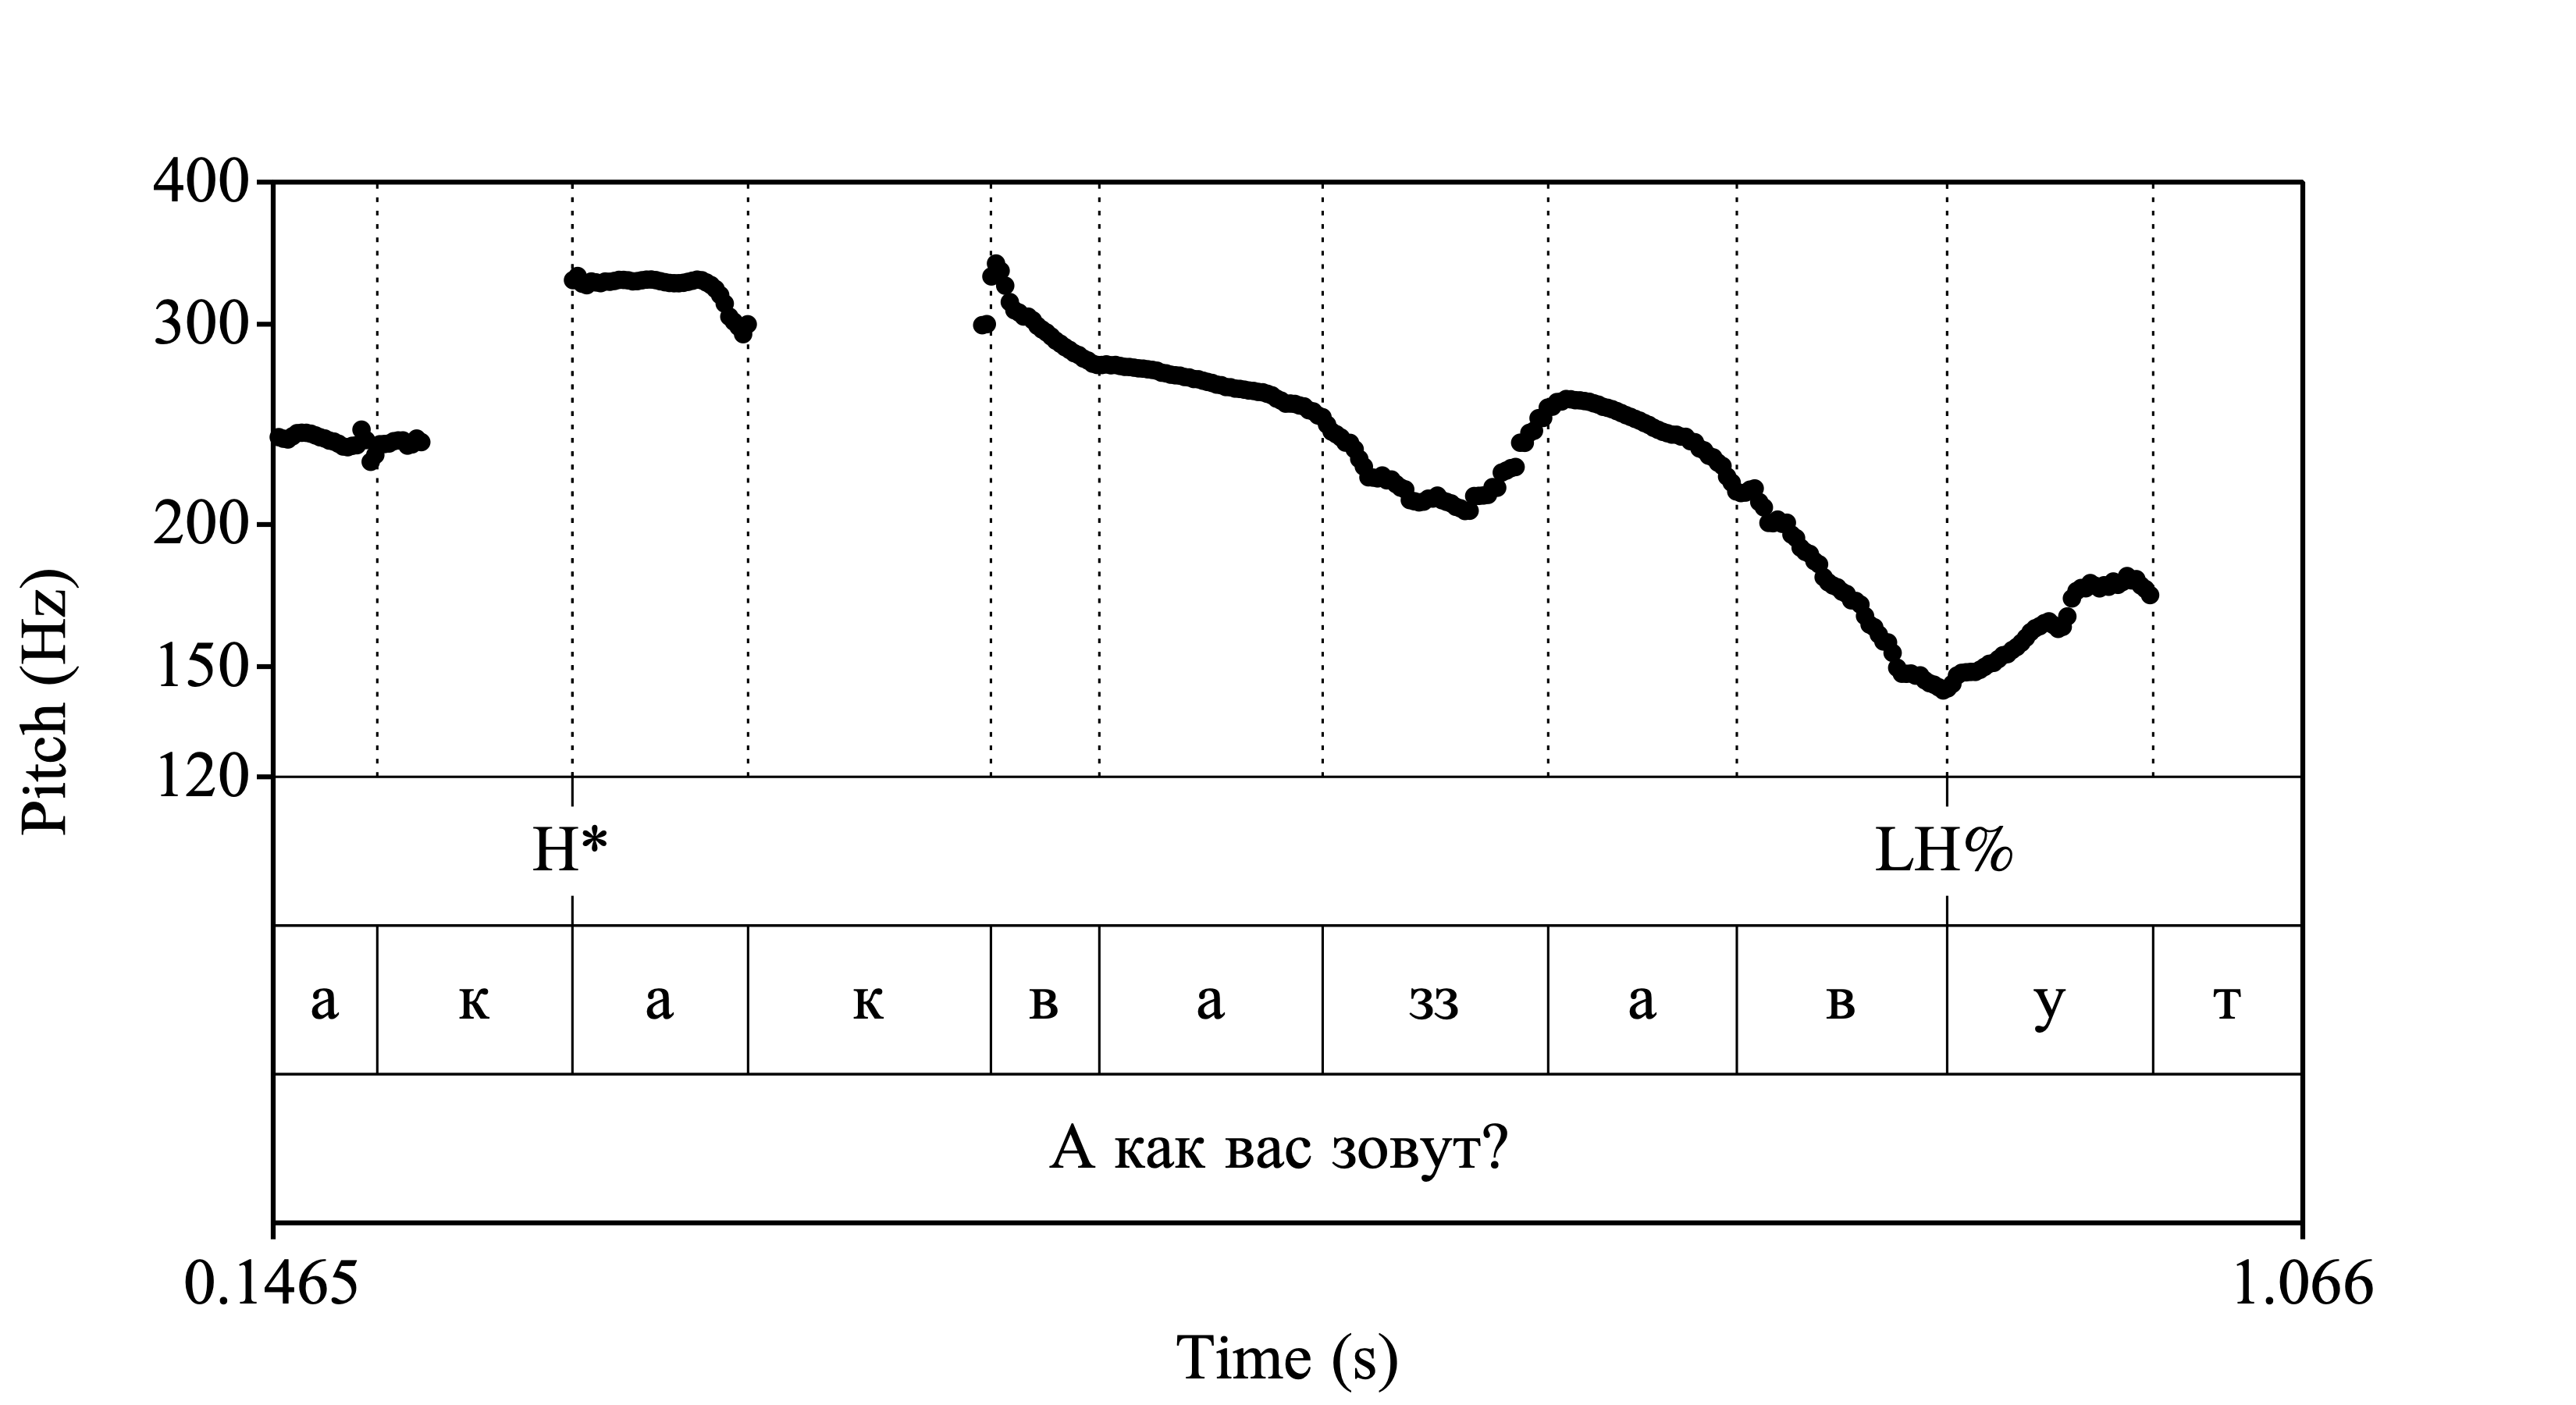 400
300
200
150
120
Pitch (Hz)
H* LH%
а к а к в а зз а в у т
А как вас зовут?
0.1465 1.066
Time (s)